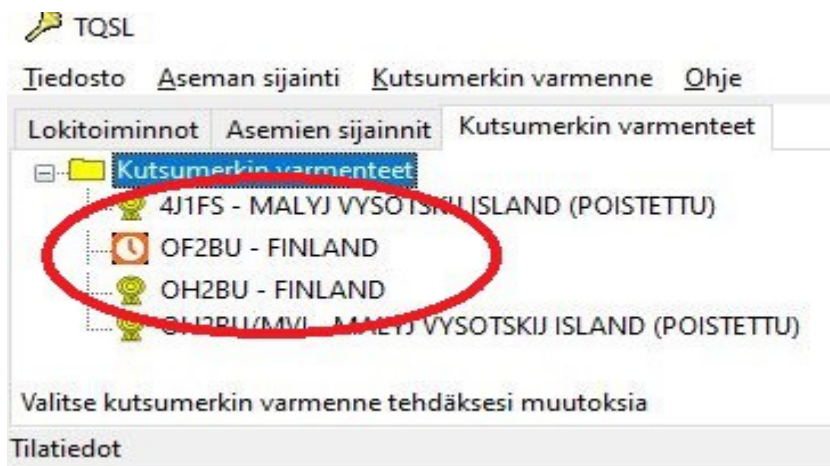 TQSL
Tiedosto Aseman sijainti Kutsumerkin varmenne Ohje
Lokitoiminnot Asemien sijainnit Kutsumerkin varmenteet
Kutsumerkin varmenteet
4J1FS - MALYJ VYSOTSKIJ ISLAND (POISTETTU)
OF2BU - FINLAND
OH2BU - FINLAND
OH2BU/MVI - MALYJ VYSOTSKIJ ISLAND (POISTETTU)
Valitse kutsumerkin varmenne tehdäksesi muutoksia
Tilatiedot